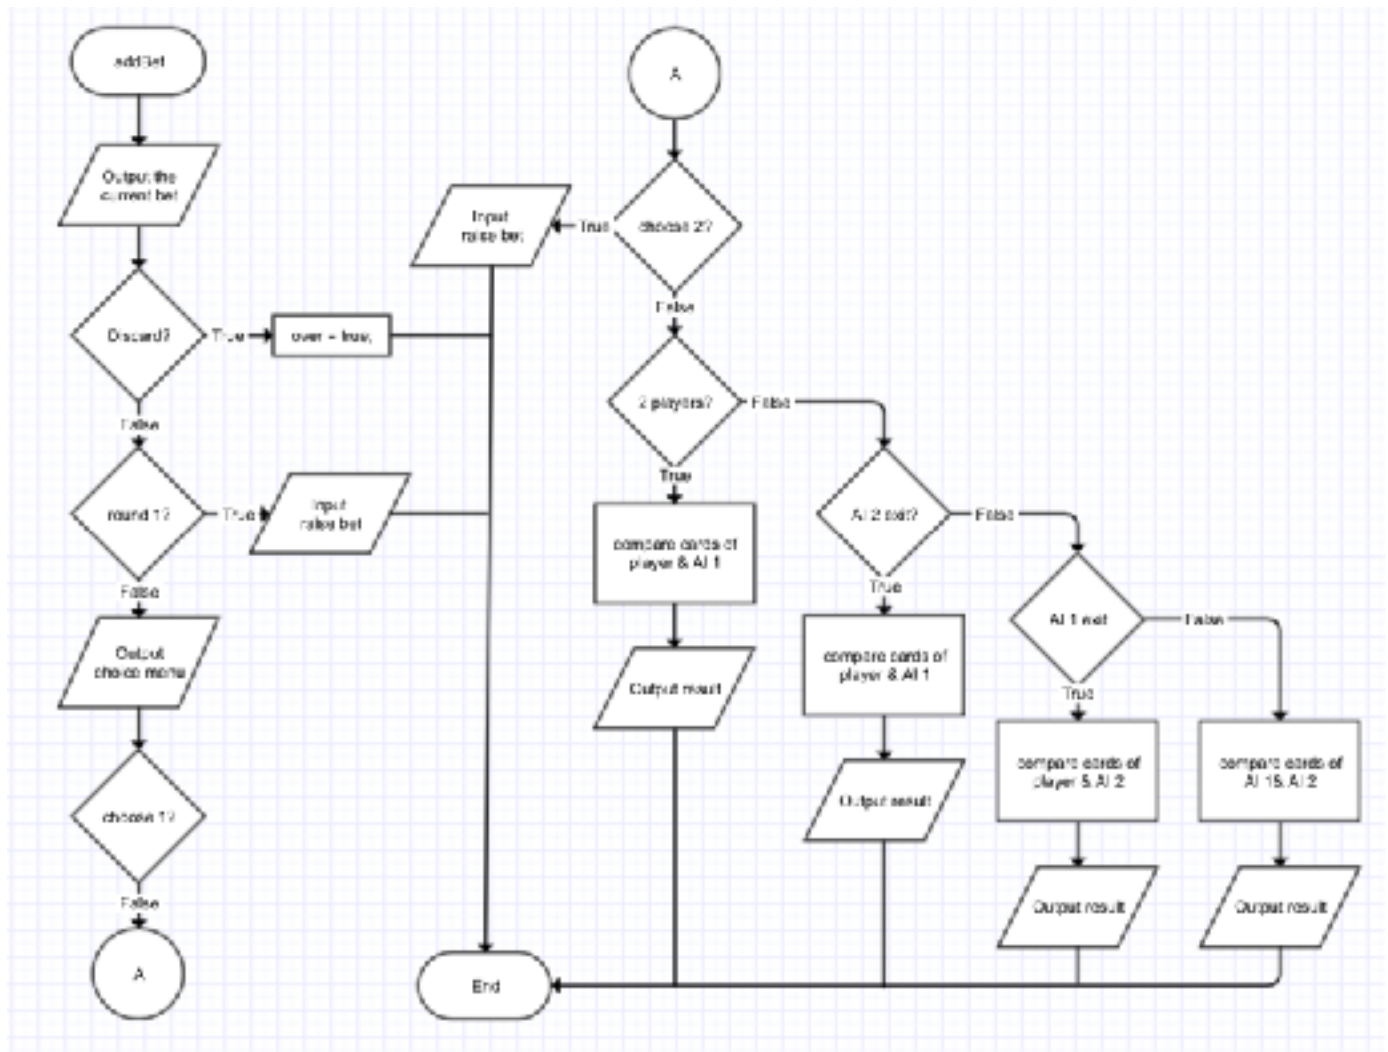 addBet
Output the
current bet
Discard?
True
over = true;
False
round 1?
True
Input
raise bet
False
Output
choice menu
choose 1?
False
A
A
choose 2?
True
Input
raise bet
False
2 players?
False
True
compare cards of
player & AI 1
Output result
AI 2 exit?
False
True
compare cards of
player & AI 1
Output result
AI 1 exit
False
True
compare cards of
player & AI 2
Output result
compare cards of
AI 1& AI 2
Output result
End